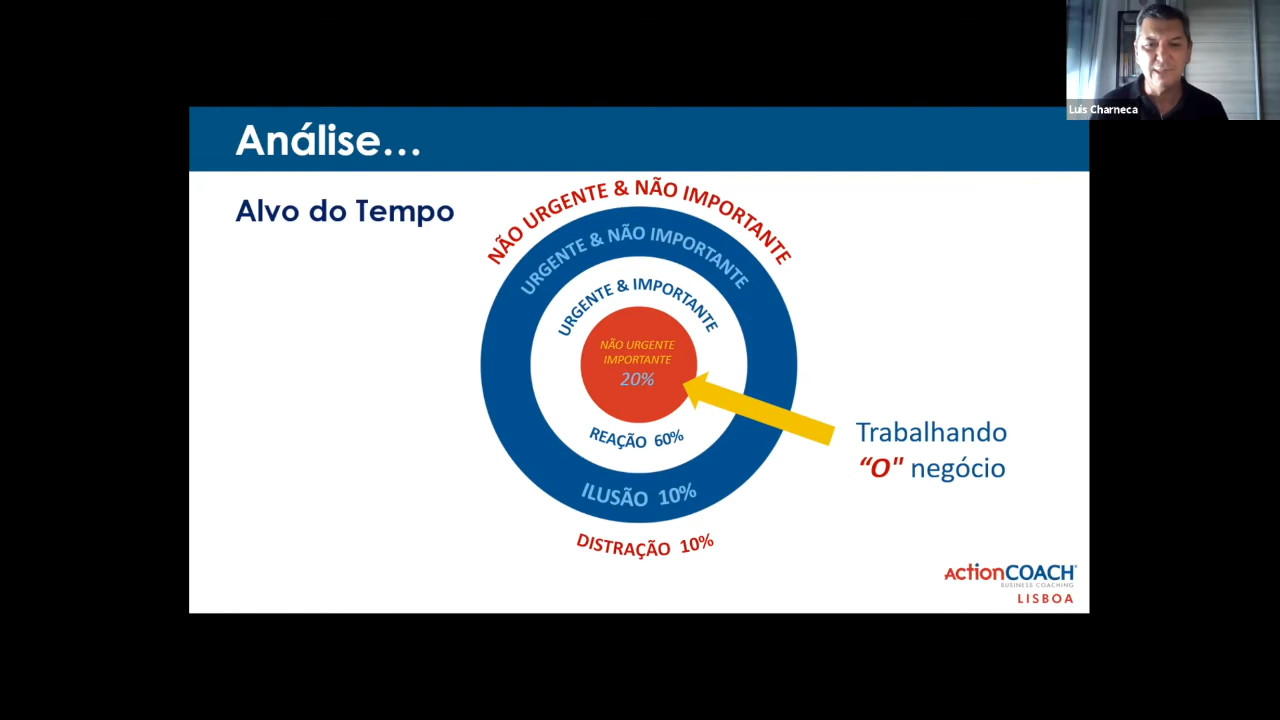 Luís Charneca
Análise...
Alvo do Tempo
NÃO URGENTE & NÃO IMPORTANTE
URGENTE & NÃO IMPORTANTE
URGENTE & IMPORTANTE
NÃO URGENTE
IMPORTANTE
20%
REAÇÃO 60%
ILUSÃO 10%
DISTRAÇÃO 10%
Trabalhando
“O" negócio
ActionCOACH
BUSINESS COACHING
LISBOA